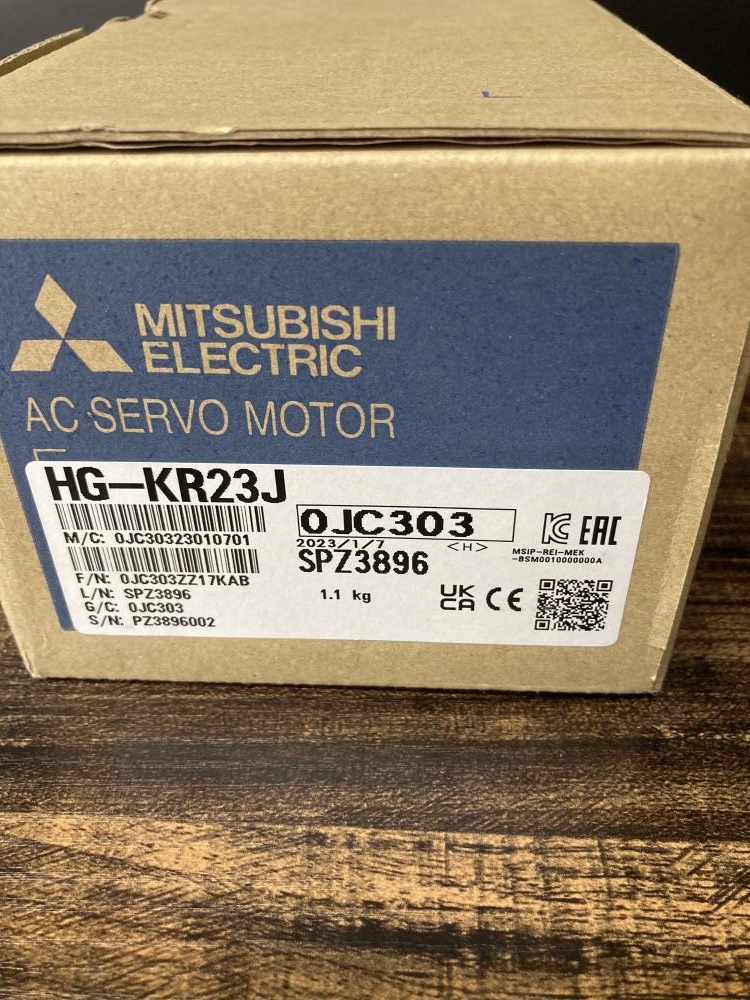 MITSUBISHI
ELECTRIC
AC SERVO MOTOR
HG-KR23J
M/C: 0JC30323010701
F/N: 0JC303ZZ17KAB
L/N: SPZ3896
G/C: 0JC303
S/N: PZ3896002
0JC303
2023/1/7 <H>
SPZ3896
1.1 kg
EAC
MSIP-REI-MEK
-BSM0010000000A
UK
CA
CE